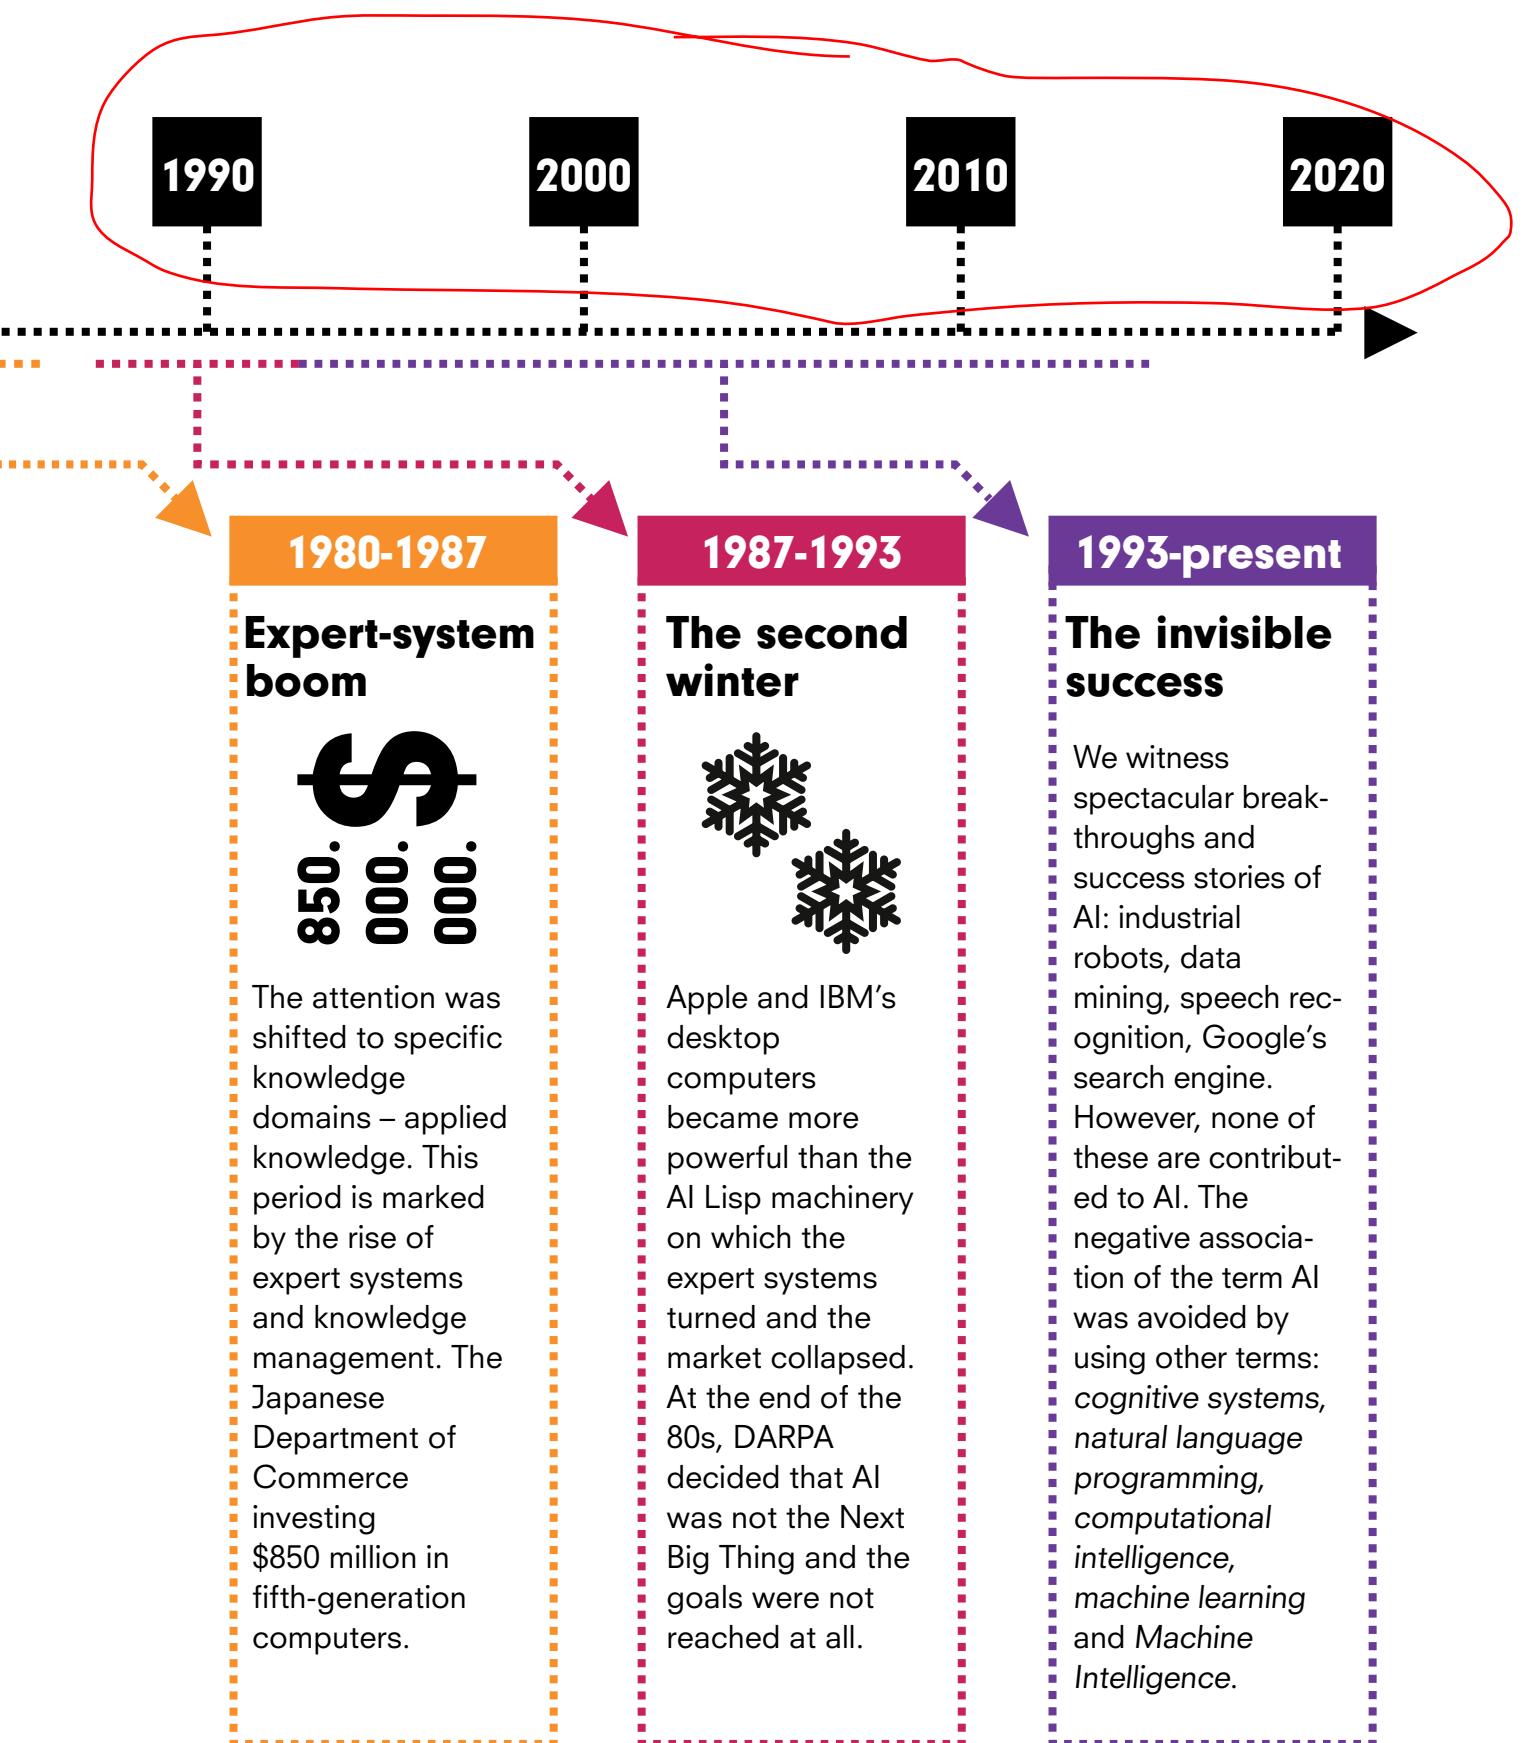 1990
2000
2010
2020
1980-1987
Expert-system
boom
$
850.
000.
000.
The attention was
shifted to specific
knowledge
domains – applied
knowledge. This
period is marked
by the rise of
expert systems
and knowledge
management. The
Japanese
Department of
Commerce
investing
$850 million in
fifth-generation
computers.
1987-1993
The second
winter
Apple and IBM’s
desktop
computers
became more
powerful than the
AI Lisp machinery
on which the
expert systems
turned and the
market collapsed.
At the end of the
80s, DARPA
decided that AI
was not the Next
Big Thing and the
goals were not
reached at all.
1993-present
The invisible
success
We witness
spectacular break-
throughs and
success stories of
AI: industrial
robots, data
mining, speech rec-
ognition, Google’s
search engine.
However, none of
these are contribut-
ed to AI. The
negative associa-
tion of the term AI
was avoided by
using other terms:
cognitive systems,
natural language
programming,
computational
intelligence,
machine learning
and Machine
Intelligence.